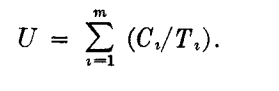 U = \sum_{i=1}^{m} (C_i/T_i).